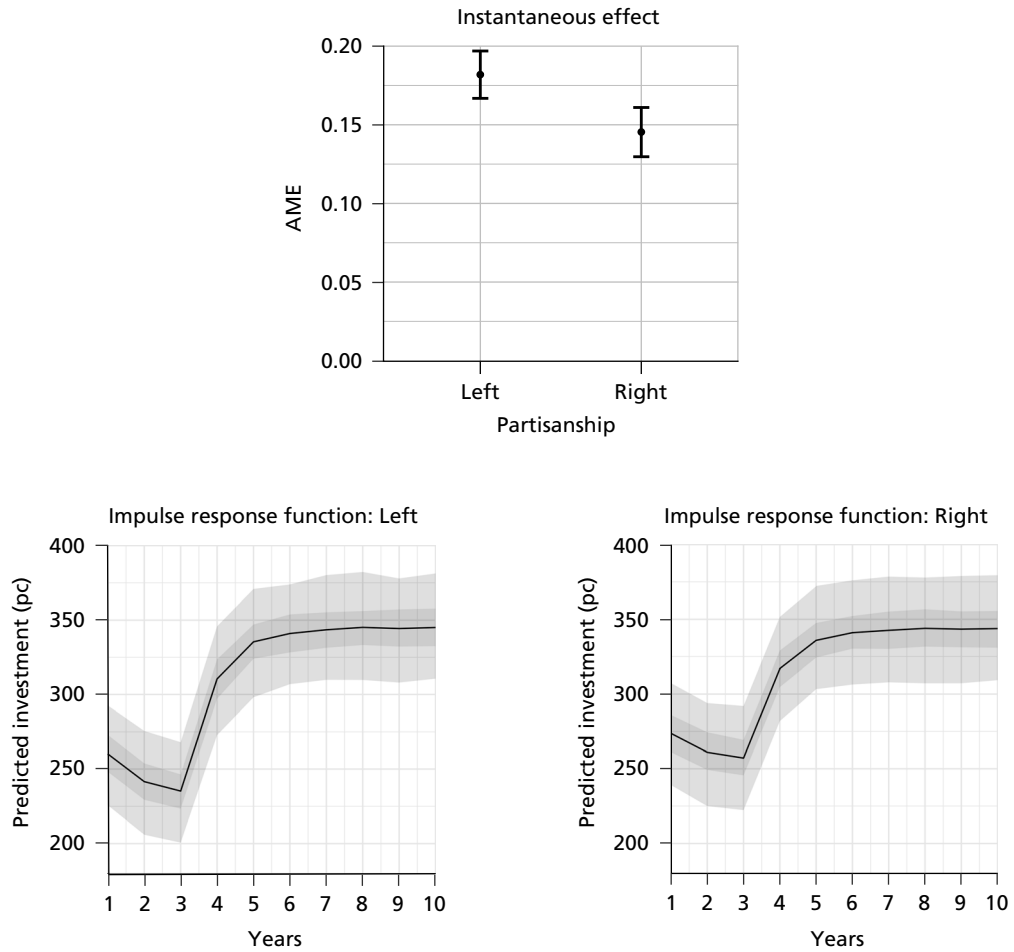 Instantaneous effect
0.20
0.15
0.10
0.05
0.00
AME
Left Right
Partisanship
Impulse response function: Left
400
350
300
250
200
Predicted investment (pc)
1 2 3 4 5 6 7 8 9 10
Years
Impulse response function: Right
400
350
300
250
200
Predicted investment (pc)
1 2 3 4 5 6 7 8 9 10
Years